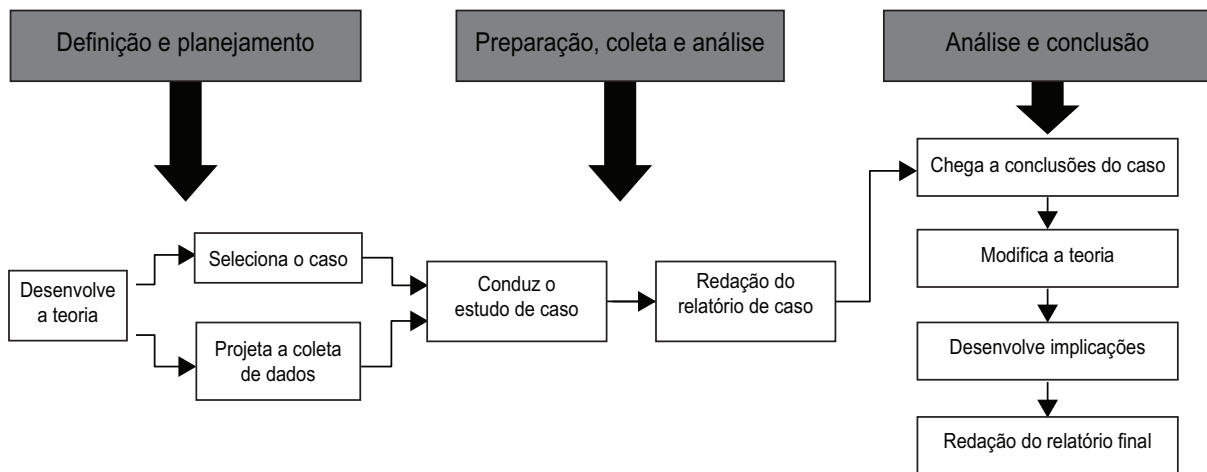 Definição e planejamento
Preparação, coleta e análise
Análise e conclusão
Desenvolve
a teoria
Seleciona o caso
Projeta a coleta
de dados
Conduz o
estudo de caso
Redação do
relatório de caso
Chega a conclusões do caso
Modifica a teoria
Desenvolve implicações
Redação do relatório final